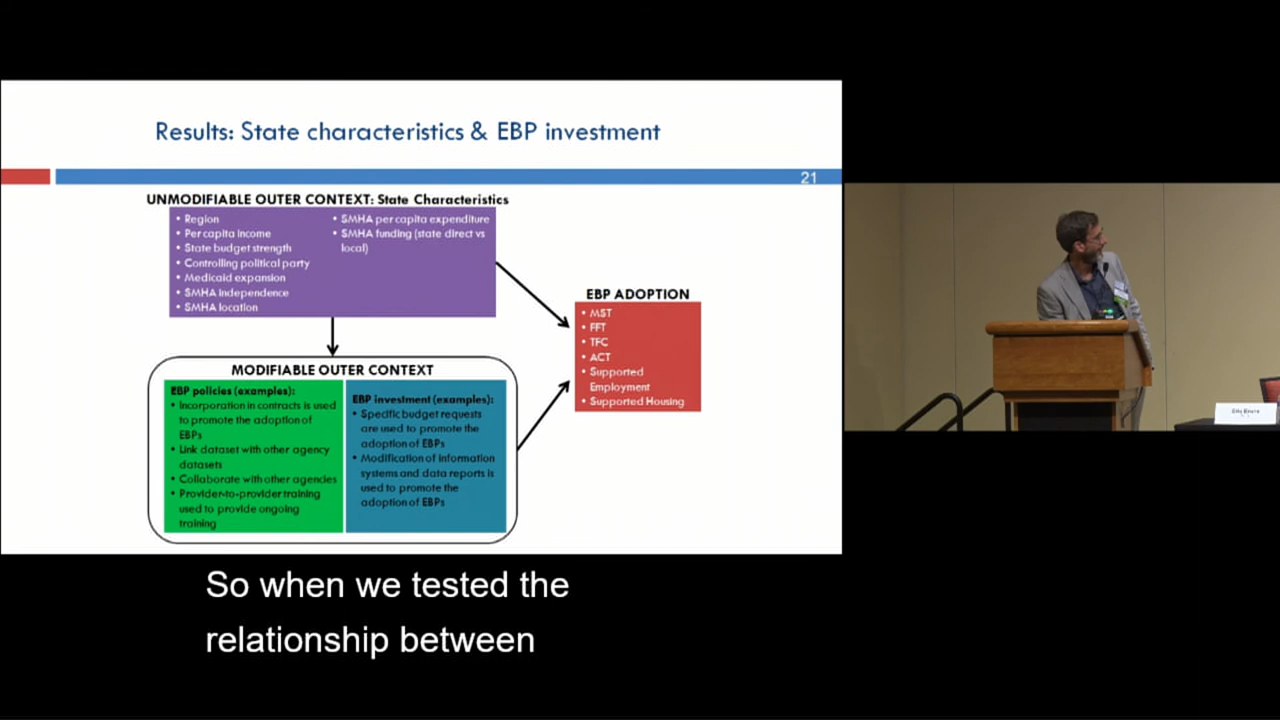 Results: State characteristics & EBP investment
21
UNMODIFIABLE OUTER CONTEXT: State Characteristics
• Region
• Per capita income
• State budget strength
• Controlling political party
• Medicaid expansion
• SMHA independence
• SMHA location
• SMHA per capita expenditure
• SMHA funding (state direct vs
local)
EBP ADOPTION
• MST
• FFT
• TFC
• ACT
• Supported
Employment
• Supported Housing
MODIFIABLE OUTER CONTEXT
EBP policies (examples):
• Incorporation in contracts is used
to promote the adoption of
EBPs
• Link dataset with other agency
datasets
• Collaborate with other agencies
• Provider-to-provider training
used to provide ongoing
training
EBP investment (examples):
• Specific budget requests
are used to promote the
adoption of EBPs
• Modification of information
systems and data reports is
used to promote the
adoption of EBPs
So when we tested the
relationship between